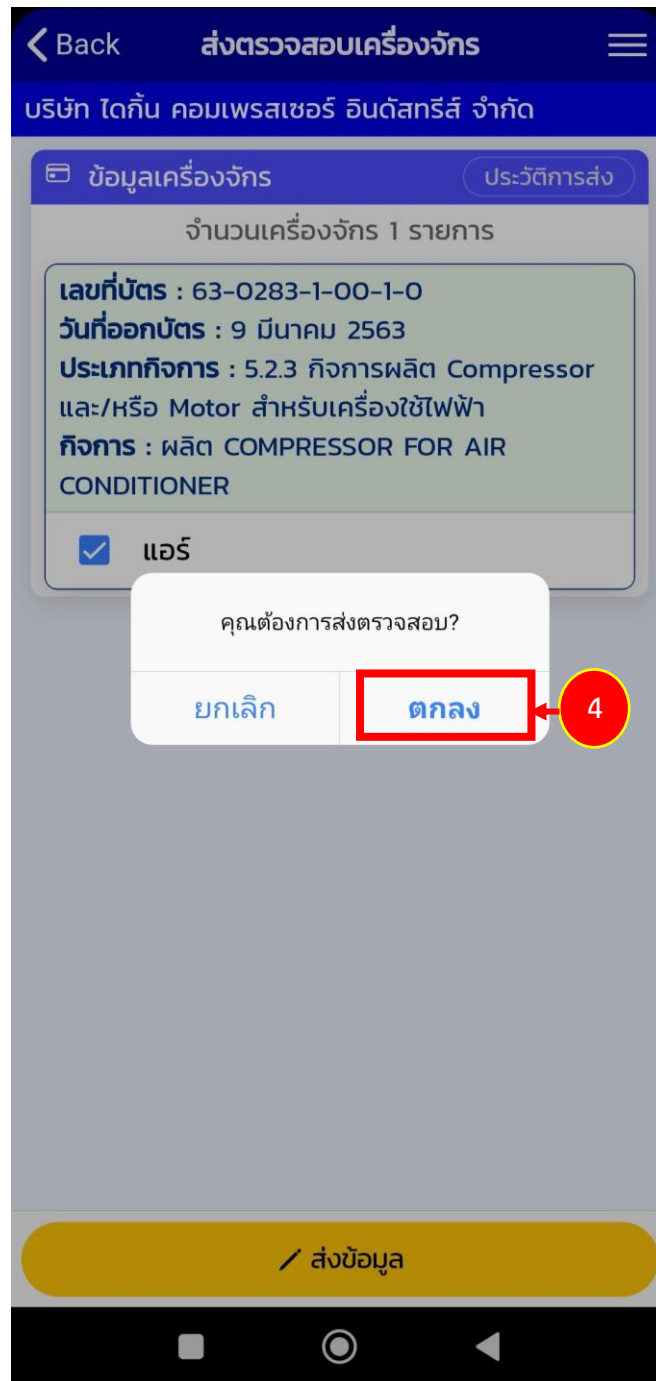 Back ส่งตรวจสอบเครื่องจักร
บริษัท ไดกิ้น คอมเพรสเซอร์ อินดัสทรีส์ จำกัด
ข้อมูลเครื่องจักร ประวัติการส่ง
จำนวนเครื่องจักร 1 รายการ
เลขที่บัตร : 63-0283-1-00-1-0
วันที่ออกบัตร : 9 มีนาคม 2563
ประเภทกิจการ : 5.2.3 กิจการผลิต Compressor
และ/หรือ Motor สำหรับเครื่องใช้ไฟฟ้า
กิจการ : ผลิต COMPRESSOR FOR AIR
CONDITIONER
แอร์
คุณต้องการส่งตรวจสอบ?
ยกเลิก ตกลง 4
ส่งข้อมูล